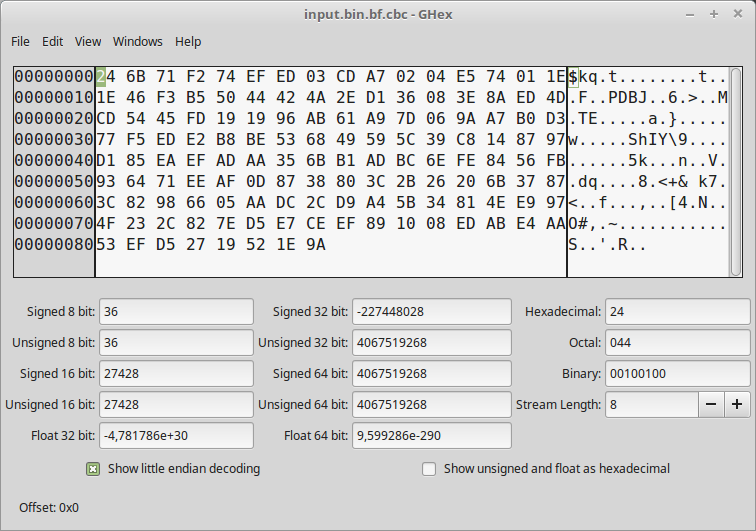 input.bin.bf.cbc - GHex
File Edit View Windows Help
00000000 24 6B 71 F2 74 EF ED 03 CD A7 02 04 E5 74 01 1E $kq.t........t..
00000010 1E 46 F3 B5 50 44 42 4A 2E D1 36 08 3E 8A ED 4D .F..PDBJ..6.>..M
00000020 CD 54 45 FD 19 19 96 AB 61 A9 7D 06 9A A7 B0 D3 .TE.....a.}.....
00000030 77 F5 ED E2 B8 BE 53 68 49 59 5C 39 C8 14 87 97 w.....ShIY\9....
00000040 D1 85 EA EF AD AA 35 6B B1 AD BC 6E FE 84 56 FB ......5k...n..V.
00000050 93 64 71 EE AF 0D 87 38 80 3C 2B 26 20 6B 37 87 .dq....8.<+& k7.
00000060 3C 82 98 66 05 AA DC 2C D9 A4 5B 34 81 4E E9 97 <..f...,..[4.N..
00000070 4F 23 2C 82 7E D5 E7 CE EF 89 10 08 ED AB E4 AA O#,.~...........
00000080 53 EF D5 27 19 52 1E 9A S..'.R..
Signed 8 bit: 36 Signed 32 bit: -227448028 Hexadecimal: 24
Unsigned 8 bit: 36 Unsigned 32 bit: 4067519268 Octal: 044
Signed 16 bit: 27428 Signed 64 bit: 4067519268 Binary: 00100100
Unsigned 16 bit: 27428 Unsigned 64 bit: 4067519268 Stream Length: 8
Float 32 bit: -4,781786e+30 Float 64 bit: 9,599286e-290
Show little endian decoding Show unsigned and float as hexadecimal
Offset: 0x0